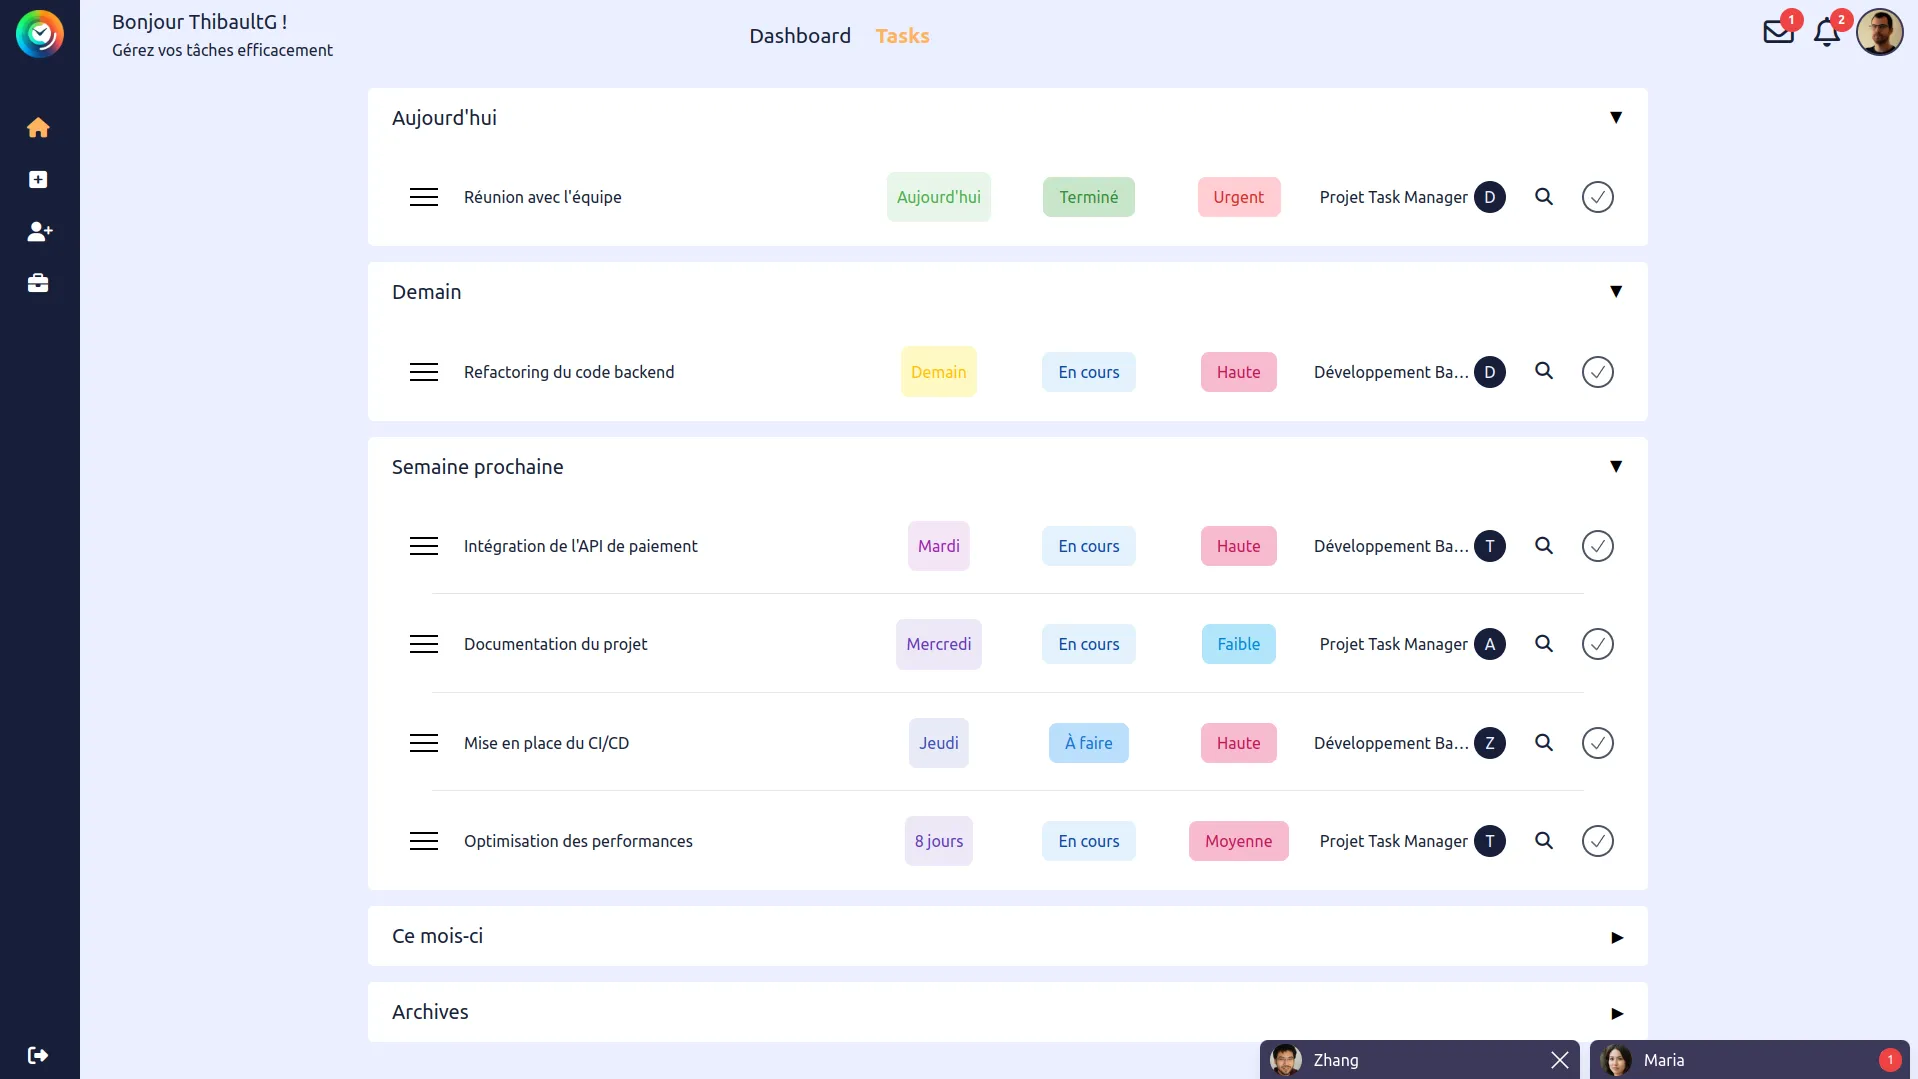 Bonjour ThibaultG !
Gérez vos tâches efficacement
Dashboard Tasks
1 2
Aujourd'hui ▼
Réunion avec l'équipe Aujourd'hui Terminé Urgent Projet Task Manager D
Demain ▼
Refactoring du code backend Demain En cours Haute Développement Ba… D
Semaine prochaine ▼
Intégration de l'API de paiement Mardi En cours Haute Développement Ba… T
Documentation du projet Mercredi En cours Faible Projet Task Manager A
Mise en place du CI/CD Jeudi À faire Haute Développement Ba… Z
Optimisation des performances 8 jours En cours Moyenne Projet Task Manager T
Ce mois-ci ▶
Archives ▶
Zhang Maria 1